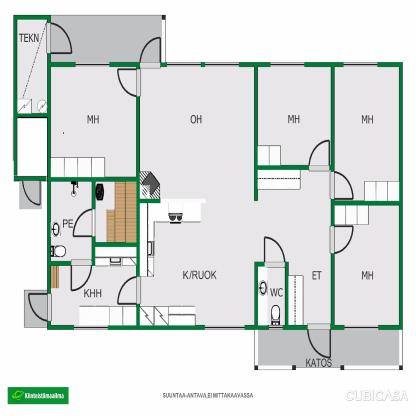 TEKN
MH
OH
MH
MH
PE
K/RUOK
ET
MH
WC
KHH
KATOS
Kiinteistömaailma
SUUNTAA-ANTAVA,EI MITTAKAAVASSA
CUBICASA